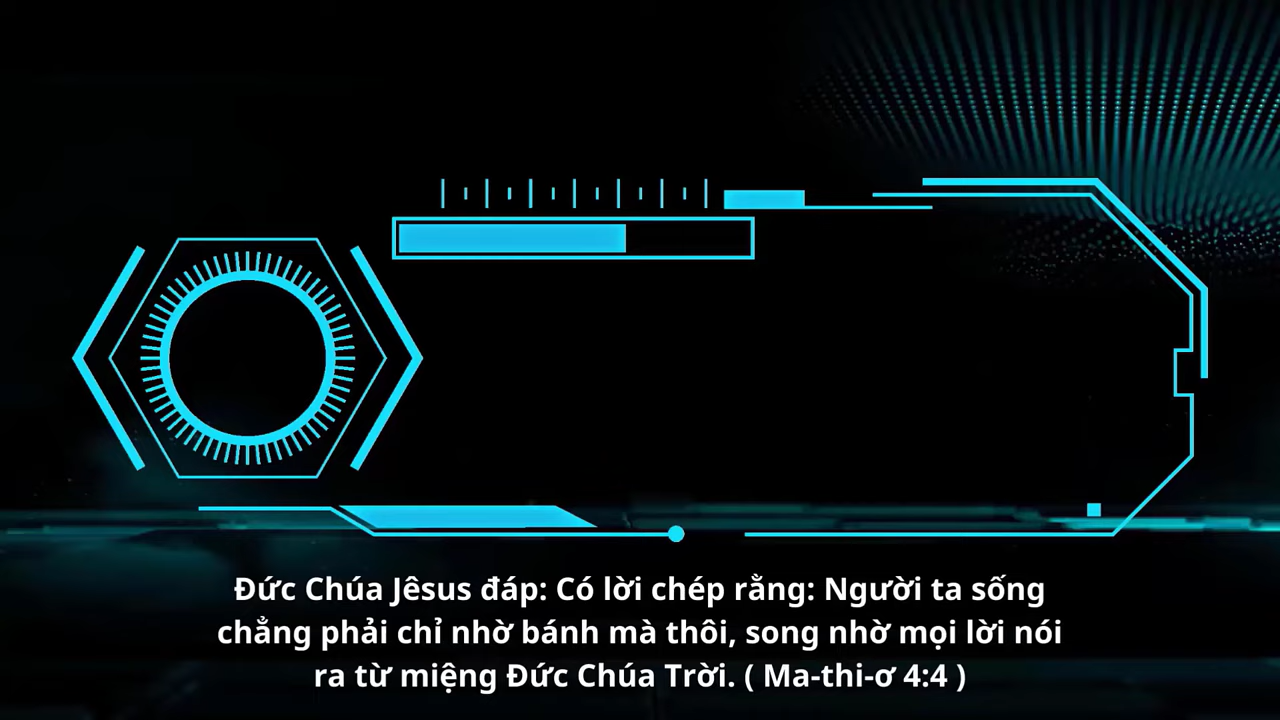 Đức Chúa Jêsus đáp: Có lời chép rằng: Người ta sống
chẳng phải chỉ nhờ bánh mà thôi, song nhờ mọi lời nói
ra từ miệng Đức Chúa Trời. ( Ma-thi-ơ 4:4 )